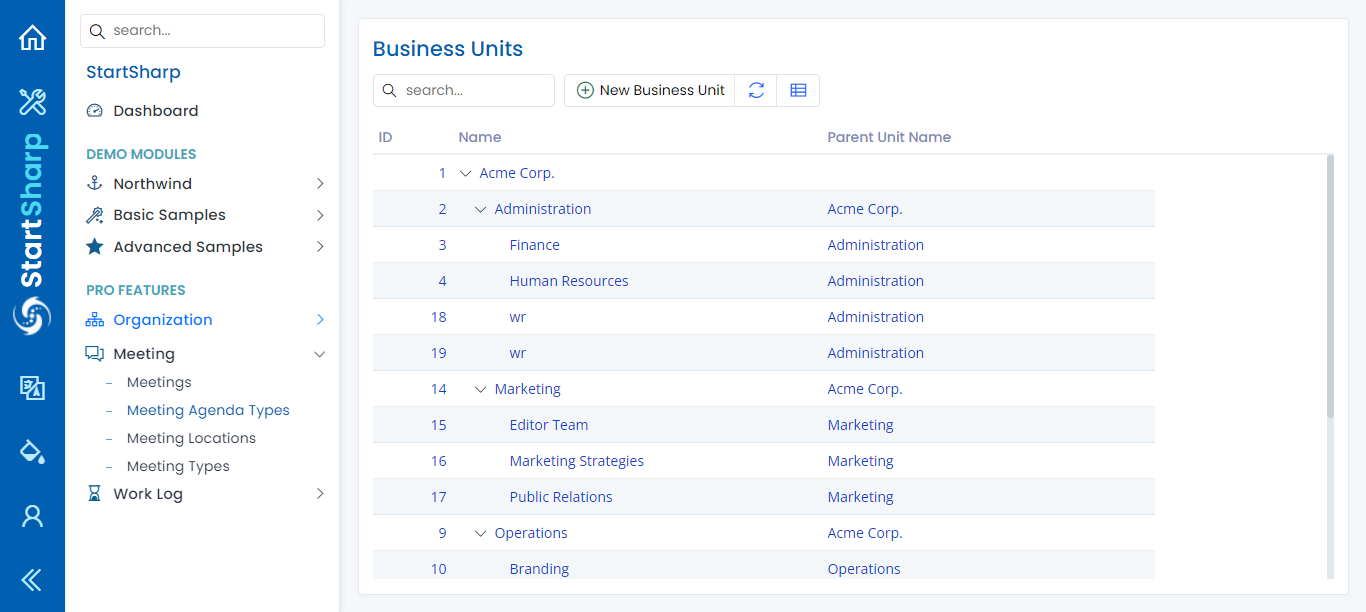 StartSharp
search...
StartSharp
Dashboard
DEMO MODULES
Northwind
Basic Samples
Advanced Samples
PRO FEATURES
Organization
Meeting
– Meetings
– Meeting Agenda Types
– Meeting Locations
– Meeting Types
Work Log
Business Units
search... New Business Unit
ID Name Parent Unit Name
1 Acme Corp.
2 Administration Acme Corp.
3 Finance Administration
4 Human Resources Administration
18 wr Administration
19 wr Administration
14 Marketing Acme Corp.
15 Editor Team Marketing
16 Marketing Strategies Marketing
17 Public Relations Marketing
9 Operations Acme Corp.
10 Branding Operations